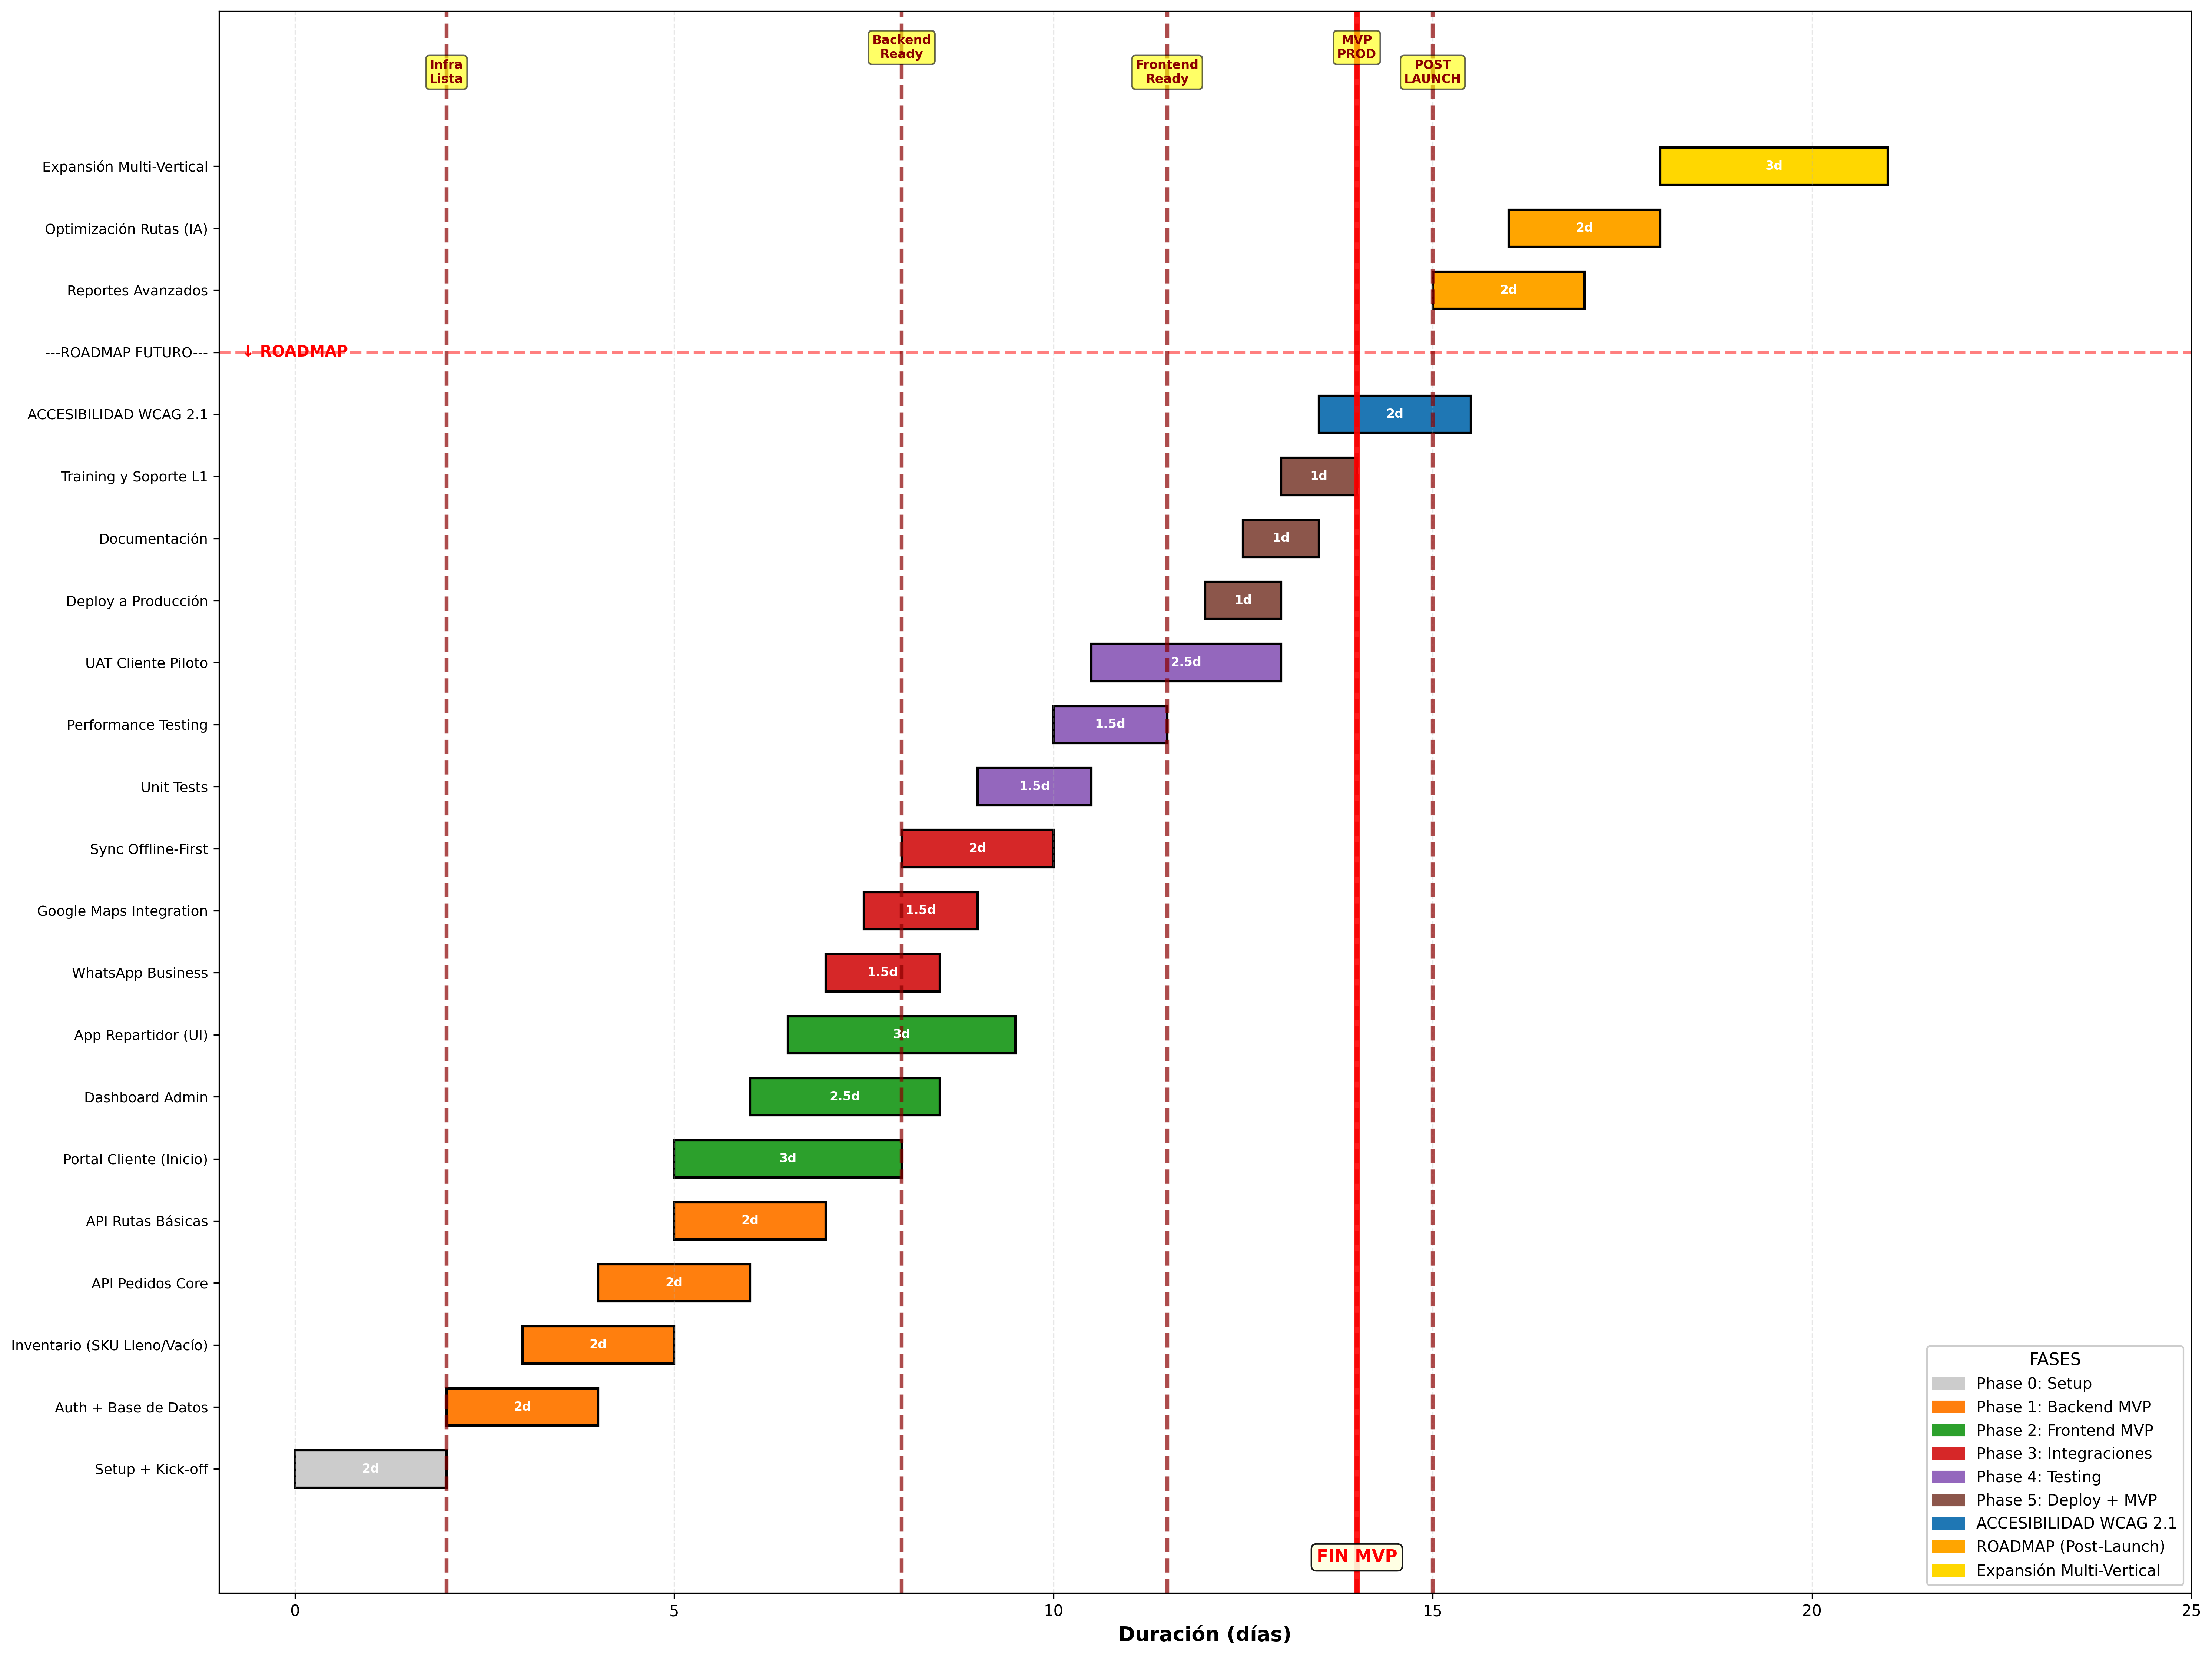 Backend
Ready
MVP
PROD
Infra
Lista
Frontend
Ready
POST
LAUNCH
Expansión Multi-Vertical
3d
Optimización Rutas (IA)
2d
Reportes Avanzados
2d
---ROADMAP FUTURO---
↓ ROADMAP
ACCESIBILIDAD WCAG 2.1
2d
Training y Soporte L1
1d
Documentación
1d
Deploy a Producción
1d
UAT Cliente Piloto
2.5d
Performance Testing
1.5d
Unit Tests
1.5d
Sync Offline-First
2d
Google Maps Integration
1.5d
WhatsApp Business
1.5d
App Repartidor (UI)
3d
Dashboard Admin
2.5d
Portal Cliente (Inicio)
3d
API Rutas Básicas
2d
API Pedidos Core
2d
Inventario (SKU Lleno/Vacío)
2d
Auth + Base de Datos
2d
Setup + Kick-off
2d
FIN MVP
FASES
Phase 0: Setup
Phase 1: Backend MVP
Phase 2: Frontend MVP
Phase 3: Integraciones
Phase 4: Testing
Phase 5: Deploy + MVP
ACCESIBILIDAD WCAG 2.1
ROADMAP (Post-Launch)
Expansión Multi-Vertical
0 5 10 15 20 25
Duración (días)